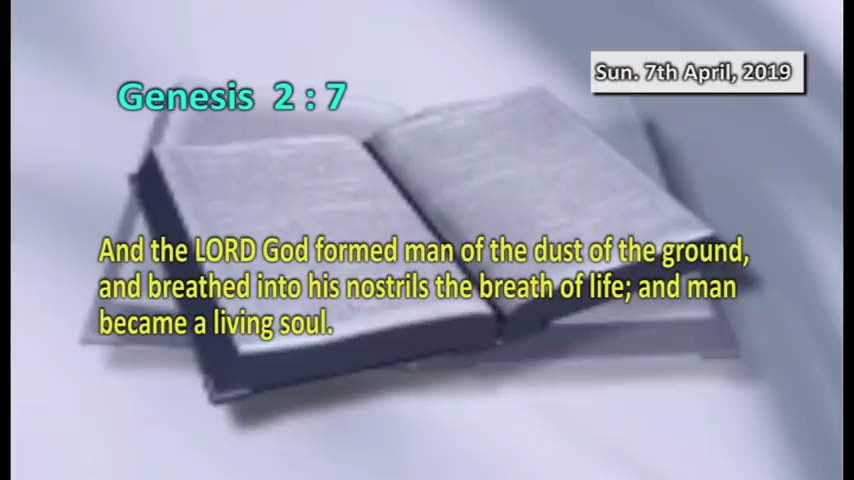 Sun. 7th April, 2019
Genesis 2 : 7
And the LORD God formed man of the dust of the ground,
and breathed into his nostrils the breath of life; and man
became a living soul.